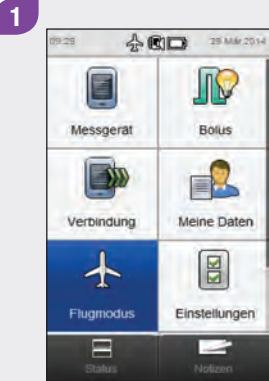 1
09:29 29 Mär 2014
Messgerät Bolus
Verbindung Meine Daten
Flugmodus Einstellungen
Status Notizen